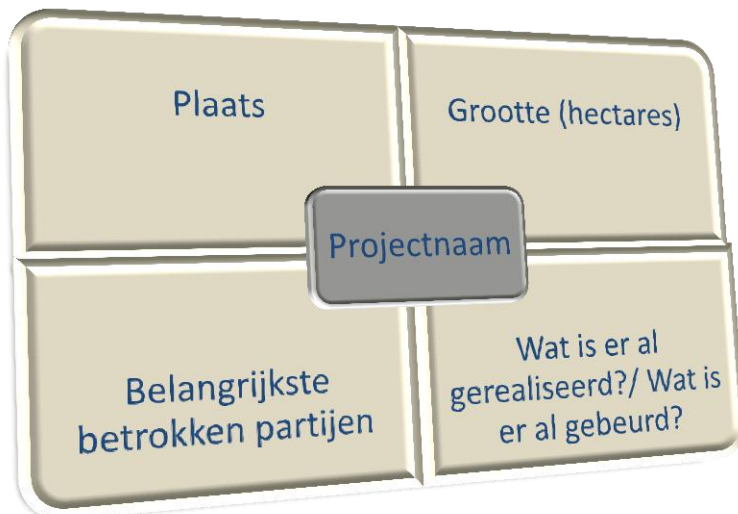 Plaats
Grootte (hectares)
Projectnaam
Belangrijkste
betrokken partijen
Wat is er al
gerealiseerd?/ Wat is
er al gebeurd?